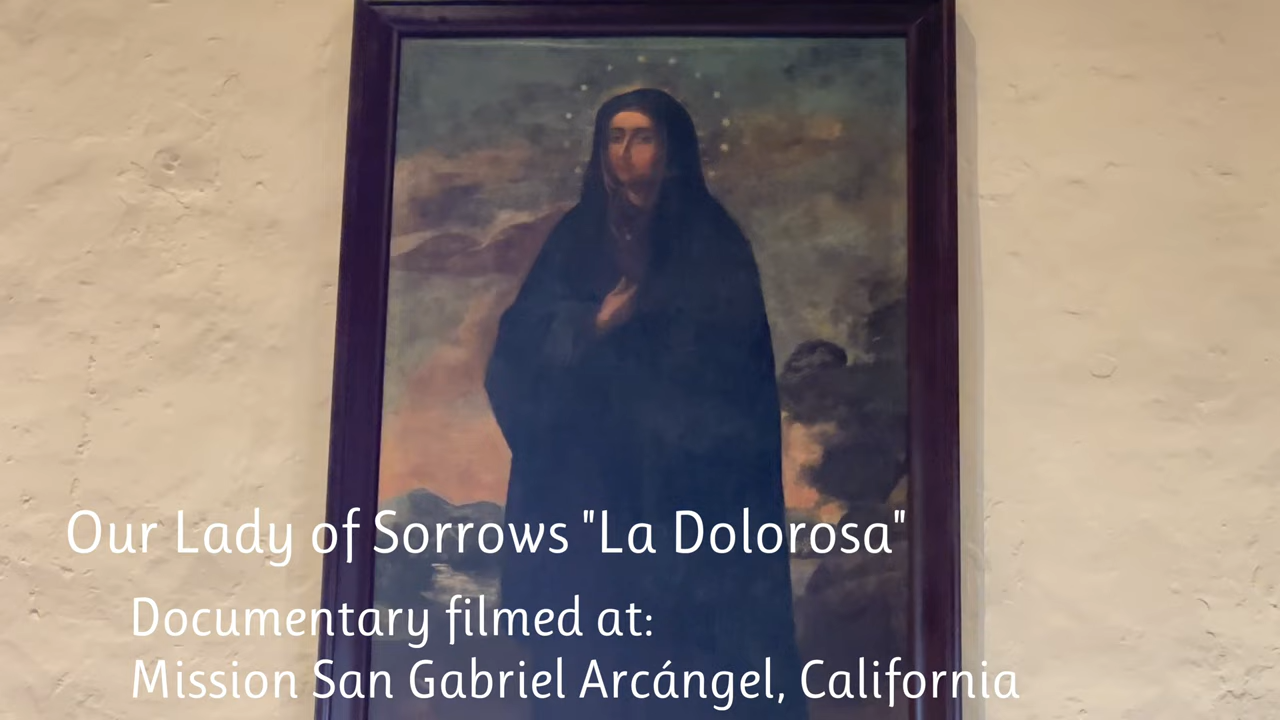 Our Lady of Sorrows "La Dolorosa"
Documentary filmed at:
Mission San Gabriel Arcángel, California